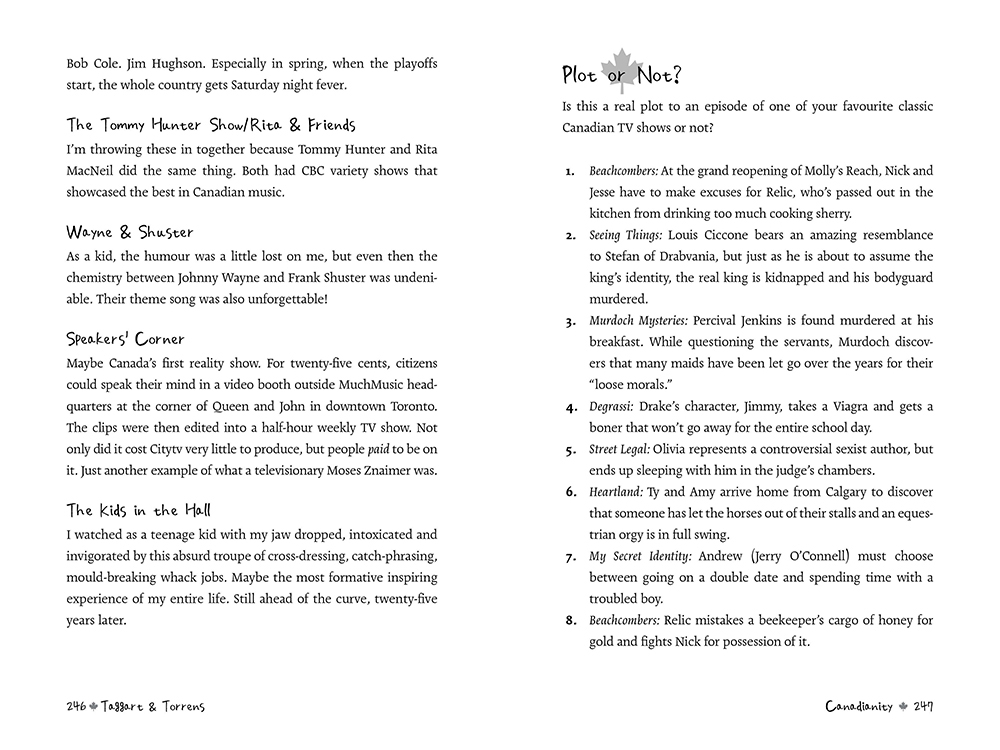 Bob Cole. Jim Hughson. Especially in spring, when the playoffs
start, the whole country gets Saturday night fever.
The Tommy Hunter Show/Rita & Friends
I'm throwing these in together because Tommy Hunter and Rita
MacNeil did the same thing. Both had CBC variety shows that
showcased the best in Canadian music.
Wayne & Shuster
As a kid, the humour was a little lost on me, but even then the
chemistry between Johnny Wayne and Frank Shuster was undeni-
able. Their theme song was also unforgettable!
Speakers' Corner
Maybe Canada's first reality show. For twenty-five cents, citizens
could speak their mind in a video booth outside MuchMusic head-
quarters at the corner of Queen and John in downtown Toronto.
The clips were then edited into a half-hour weekly TV show. Not
only did it cost Citytv very little to produce, but people paid to be on
it. Just another example of what a televisionary Moses Znaimer was.
The Kids in the Hall
I watched as a teenage kid with my jaw dropped, intoxicated and
invigorated by this absurd troupe of cross-dressing, catch-phrasing,
mould-breaking whack jobs. Maybe the most formative inspiring
experience of my entire life. Still ahead of the curve, twenty-five
years later.
246 Taggart & Torrens
Plot or Not?
Is this a real plot to an episode of one of your favourite classic
Canadian TV shows or not?
1. Beachcombers: At the grand reopening of Molly's Reach, Nick and
Jesse have to make excuses for Relic, who's passed out in the
kitchen from drinking too much cooking sherry.
2. Seeing Things: Louis Ciccone bears an amazing resemblance
to Stefan of Drabvania, but just as he is about to assume the
king's identity, the real king is kidnapped and his bodyguard
murdered.
3. Murdoch Mysteries: Percival Jenkins is found murdered at his
breakfast. While questioning the servants, Murdoch discov-
ers that many maids have been let go over the years for their
"loose morals."
4. Degrassi: Drake's character, Jimmy, takes a Viagra and gets a
boner that won't go away for the entire school day.
5. Street Legal: Olivia represents a controversial sexist author, but
ends up sleeping with him in the judge's chambers.
6. Heartland: Ty and Amy arrive home from Calgary to discover
that someone has let the horses out of their stalls and an eques-
trian orgy is in full swing.
7. My Secret Identity: Andrew (Jerry O'Connell) must choose
between going on a double date and spending time with a
troubled boy.
8. Beachcombers: Relic mistakes a beekeeper's cargo of honey for
gold and fights Nick for possession of it.
Canadianity 247